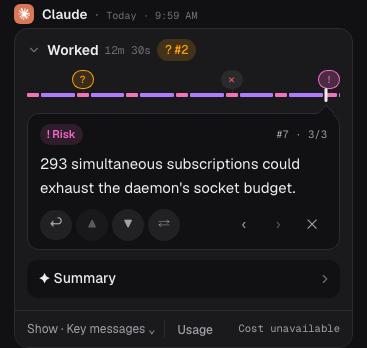 Claude · Today · 9:59 AM
Worked 12m 30s ? #2
? × !
! Risk #7 · 3/3
293 simultaneous subscriptions could
exhaust the daemon's socket budget.
Summary
Show · Key messages Usage Cost unavailable